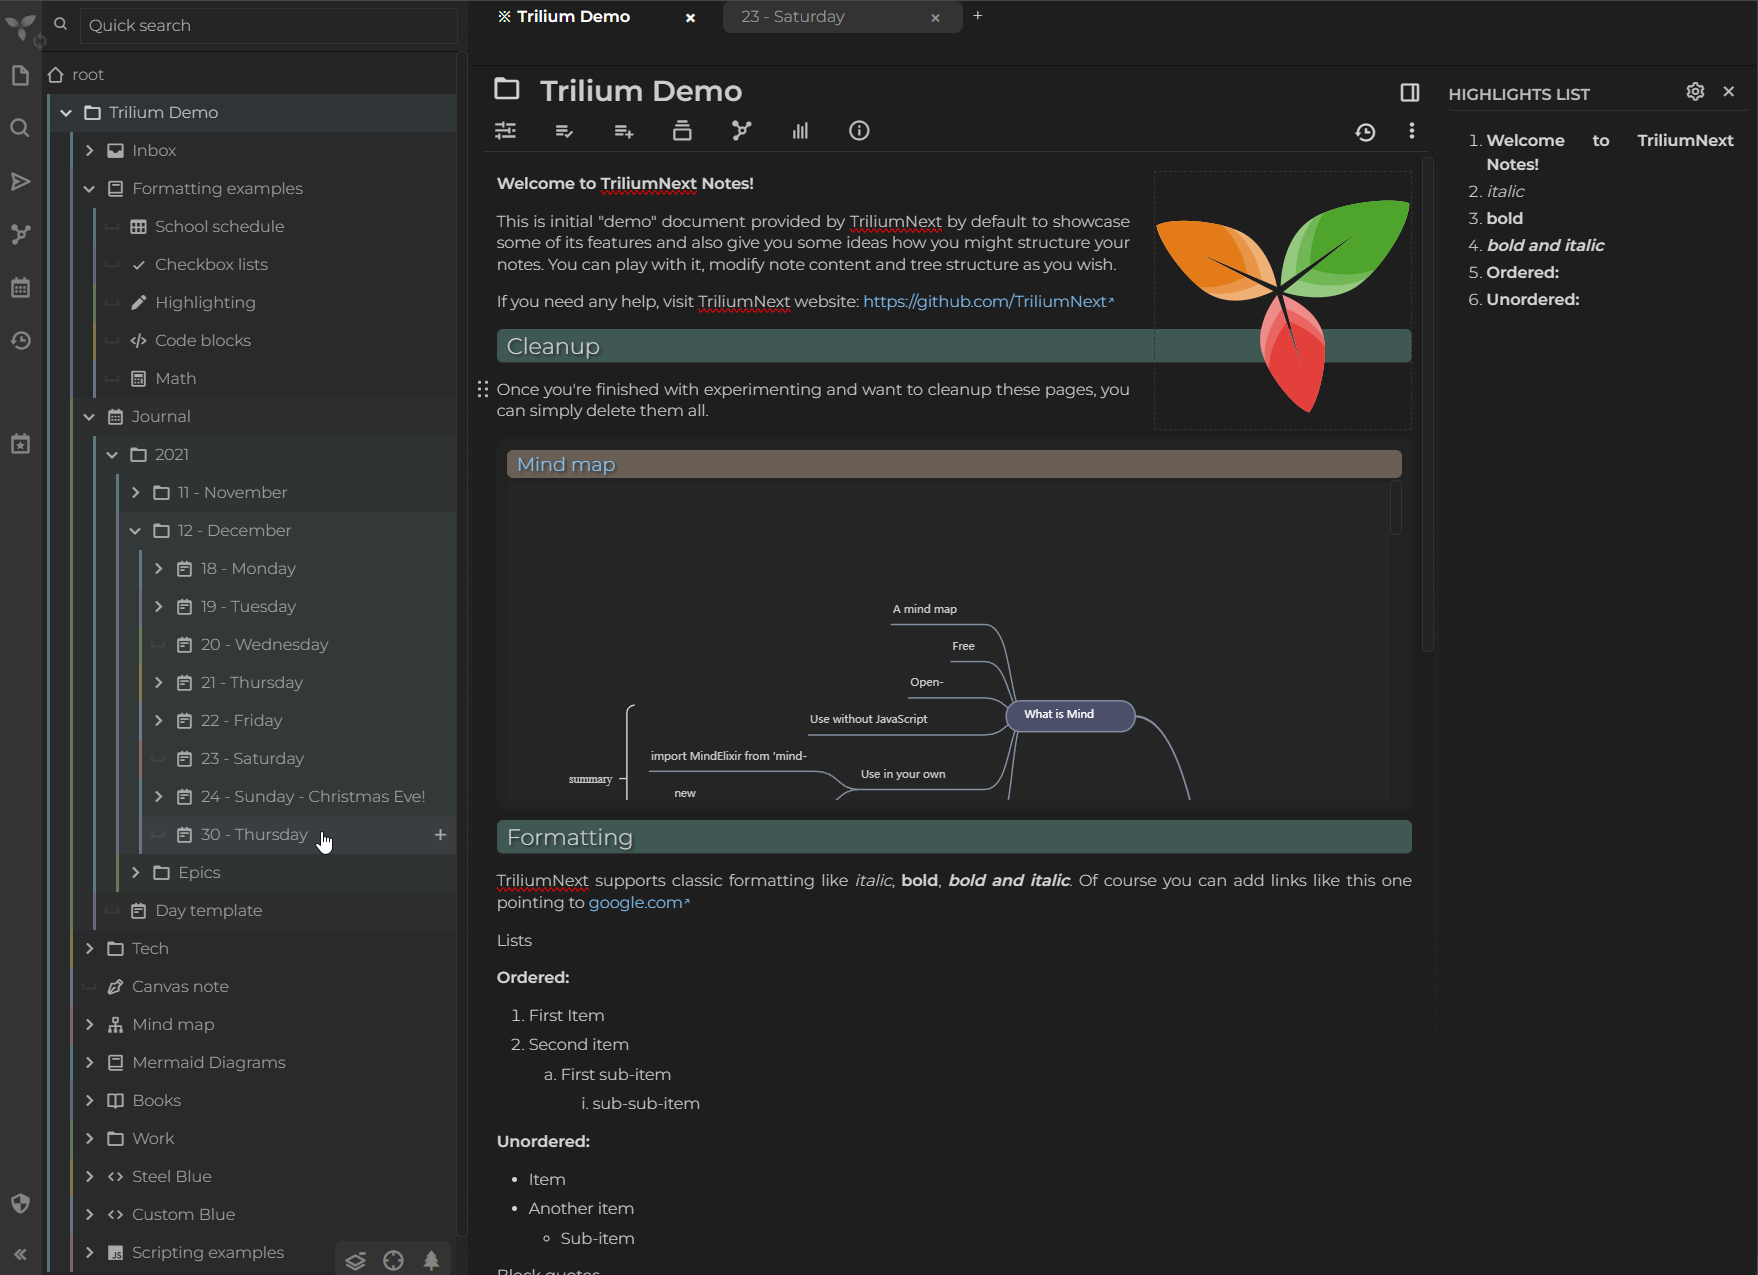 Quick search
root
Trilium Demo
Inbox
Formatting examples
School schedule
Checkbox lists
Highlighting
Code blocks
Math
Journal
2021
11 - November
12 - December
18 - Monday
19 - Tuesday
20 - Wednesday
21 - Thursday
22 - Friday
23 - Saturday
24 - Sunday - Christmas Eve!
30 - Thursday
Epics
Day template
Tech
Canvas note
Mind map
Mermaid Diagrams
Books
Work
Steel Blue
Custom Blue
JS Scripting examples
Trilium Demo
23 - Saturday
Trilium Demo
Welcome to TriliumNext Notes!
This is initial "demo" document provided by TriliumNext by default to showcase
some of its features and also give you some ideas how you might structure your
notes. You can play with it, modify note content and tree structure as you wish.
If you need any help, visit TriliumNext website: https://github.com/TriliumNext
Cleanup
Once you're finished with experimenting and want to cleanup these pages, you
can simply delete them all.
Mind map
A mind map
Free
Open-
What is Mind
Use without JavaScript
import MindElixir from 'mind-
Use in your own
summary
new
Formatting
TriliumNext supports classic formatting like italic, bold, bold and italic. Of course you can add links like this one
pointing to google.com
Lists
Ordered:
1. First Item
2. Second item
a. First sub-item
i. sub-sub-item
Unordered:
• Item
• Another item
◦ Sub-item
Block quotes
HIGHLIGHTS LIST
1. Welcome to TriliumNext
Notes!
2. italic
3. bold
4. bold and italic
5. Ordered:
6. Unordered: